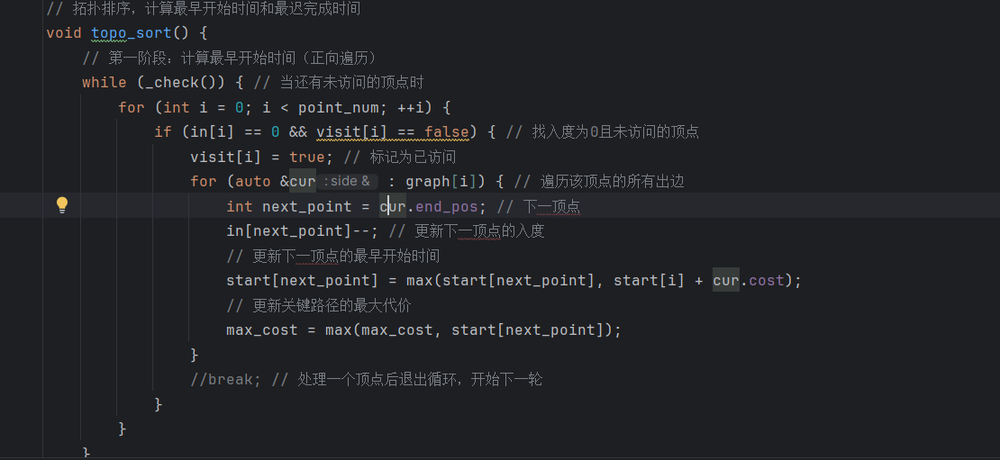 // 拓扑排序，计算最早开始时间和最迟完成时间
void topo_sort() {
// 第一阶段：计算最早开始时间（正向遍历）
while (_check()) { // 当还有未访问的顶点时
for (int i = 0; i < point_num; ++i) {
if (in[i] == 0 && visit[i] == false) { // 找入度为0且未访问的顶点
visit[i] = true; // 标记为已访问
for (auto &cur : side & : graph[i]) { // 遍历该顶点的所有出边
int next_point = cur.end_pos; // 下一顶点
in[next_point]--; // 更新下一顶点的入度
// 更新下一顶点的最早开始时间
start[next_point] = max(start[next_point], start[i] + cur.cost);
// 更新关键路径的最大代价
max_cost = max(max_cost, start[next_point]);
}
//break; // 处理一个顶点后退出循环，开始下一轮
}
}
}